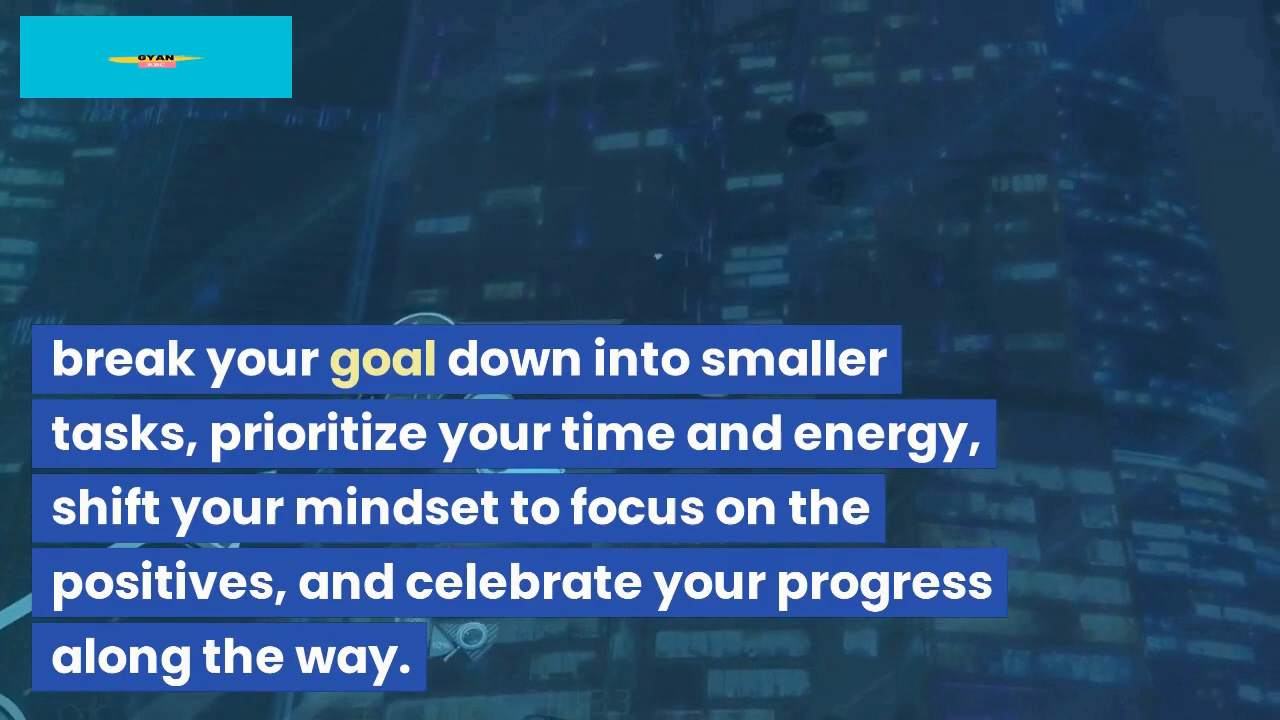 GYAN
KBC
break your goal down into smaller
tasks, prioritize your time and energy,
shift your mindset to focus on the
positives, and celebrate your progress
along the way.